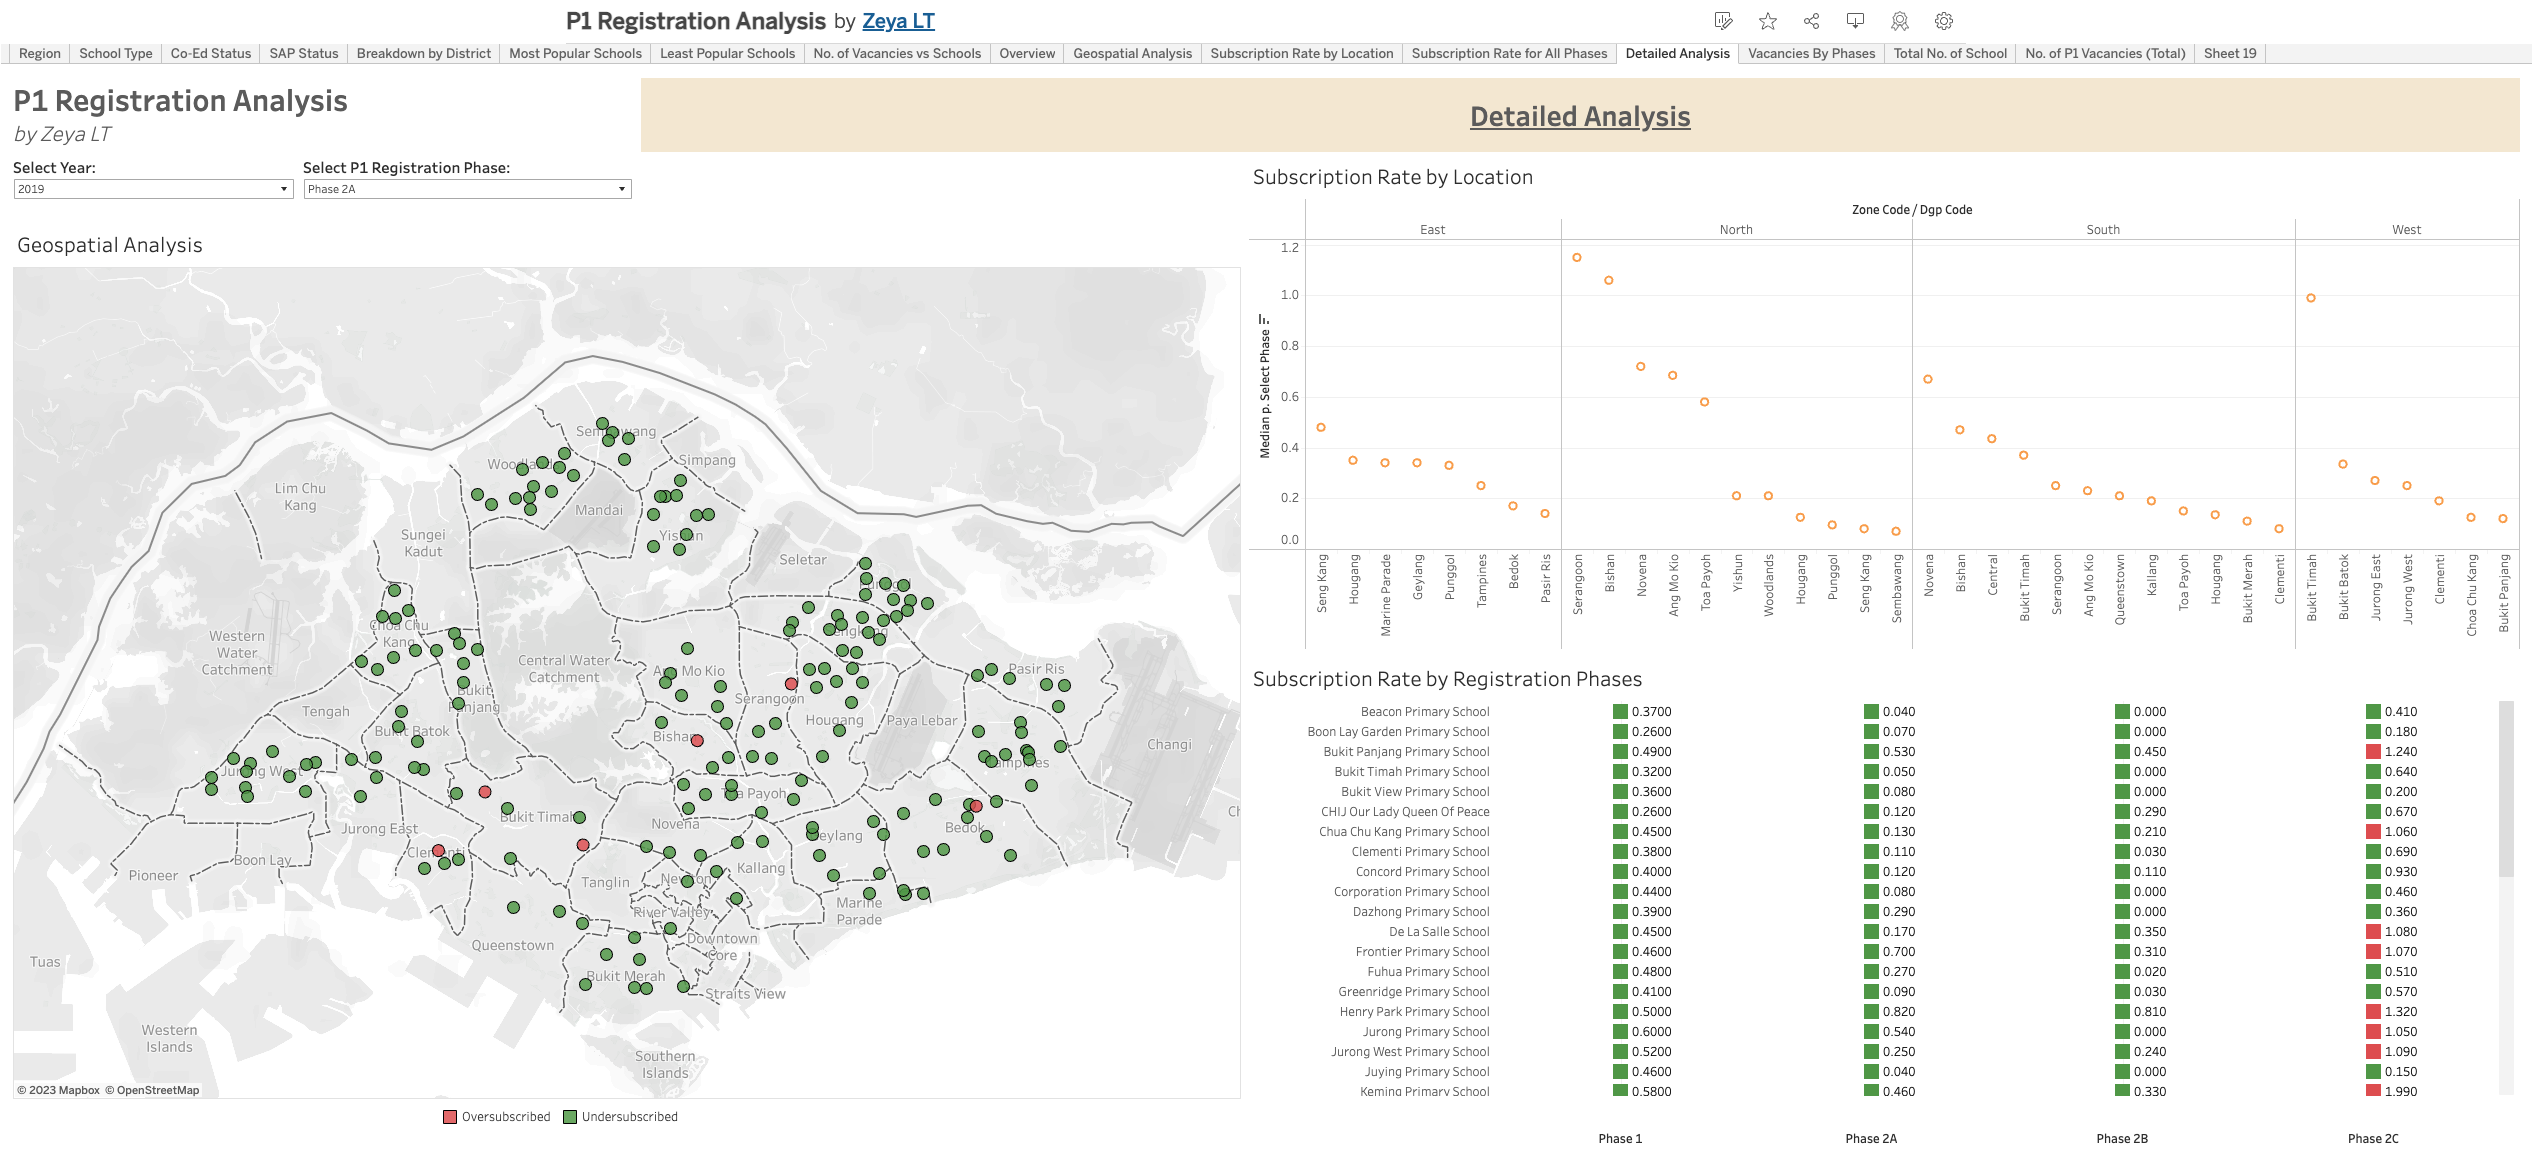 P1 Registration Analysis by Zeya LT
Region School Type Co-Ed Status SAP Status Breakdown by District Most Popular Schools Least Popular Schools No. of Vacancies vs Schools Overview Geospatial Analysis Subscription Rate by Location Subscription Rate for All Phases Detailed Analysis Vacancies By Phases Total No. of School No. of P1 Vacancies (Total) Sheet 19
P1 Registration Analysis
by Zeya LT
Detailed Analysis
Select Year:
2019
Select P1 Registration Phase:
Phase 2A
Geospatial Analysis
Sembawang
Woodlands
Simpang
Lim Chu
Kang
Mandai
Sungei
Kadut
Yishun
Seletar
Punggol
Choa Chu
Kang
Sengkang
Western
Water
Catchment
Central Water
Catchment
Ang Mo Kio
Pasir Ris
Bukit
Panjang
Serangoon
Tengah
Hougang
Paya Lebar
Bukit Batok
Bishan
Changi
Jurong West
Tampines
Toa Payoh
Bukit Timah
Novena
Jurong East
Geylang
Bedok
Clementi
Boon Lay
Kallang
Pioneer
Tanglin
Newton
Marine
Parade
River Valley
Queenstown
Downtown
Core
Tuas
Bukit Merah
Straits View
Western
Islands
Southern
Islands
© 2023 Mapbox © OpenStreetMap
Oversubscribed Undersubscribed
Subscription Rate by Location
Zone Code / Dgp Code
East North South West
Median p. Select Phase
1.2
1.0
0.8
0.6
0.4
0.2
0.0
Seng Kang
Hougang
Marine Parade
Geylang
Punggol
Tampines
Bedok
Pasir Ris
Serangoon
Bishan
Novena
Ang Mo Kio
Toa Payoh
Yishun
Woodlands
Hougang
Punggol
Seng Kang
Sembawang
Novena
Bishan
Central
Bukit Timah
Serangoon
Ang Mo Kio
Queenstown
Kallang
Toa Payoh
Hougang
Bukit Merah
Clementi
Bukit Timah
Bukit Batok
Jurong East
Jurong West
Clementi
Choa Chu Kang
Bukit Panjang
Subscription Rate by Registration Phases
Beacon Primary School 0.3700 0.040 0.000 0.410
Boon Lay Garden Primary School 0.2600 0.070 0.000 0.180
Bukit Panjang Primary School 0.4900 0.530 0.450 1.240
Bukit Timah Primary School 0.3200 0.050 0.000 0.640
Bukit View Primary School 0.3600 0.080 0.000 0.200
CHIJ Our Lady Queen Of Peace 0.2600 0.120 0.290 0.670
Chua Chu Kang Primary School 0.4500 0.130 0.210 1.060
Clementi Primary School 0.3800 0.110 0.030 0.690
Concord Primary School 0.4000 0.120 0.110 0.930
Corporation Primary School 0.4400 0.080 0.000 0.460
Dazhong Primary School 0.3900 0.290 0.000 0.360
De La Salle School 0.4500 0.170 0.350 1.080
Frontier Primary School 0.4600 0.700 0.310 1.070
Fuhua Primary School 0.4800 0.270 0.020 0.510
Greenridge Primary School 0.4100 0.090 0.030 0.570
Henry Park Primary School 0.5000 0.820 0.810 1.320
Jurong Primary School 0.6000 0.540 0.000 1.050
Jurong West Primary School 0.5200 0.250 0.240 1.090
Juying Primary School 0.4600 0.040 0.000 0.150
Keming Primary School 0.5800 0.460 0.330 1.990
Phase 1 Phase 2A Phase 2B Phase 2C